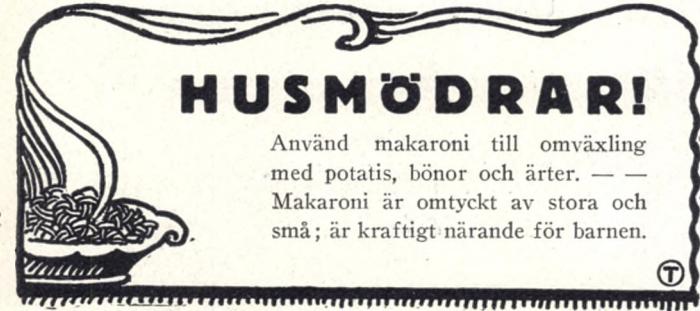 HUSMÖDRAR!
Använd makaroni till omväxling
med potatis, bönor och ärter. — —
Makaroni är omtyckt av stora och
små; är kraftigt närande för barnen.
T